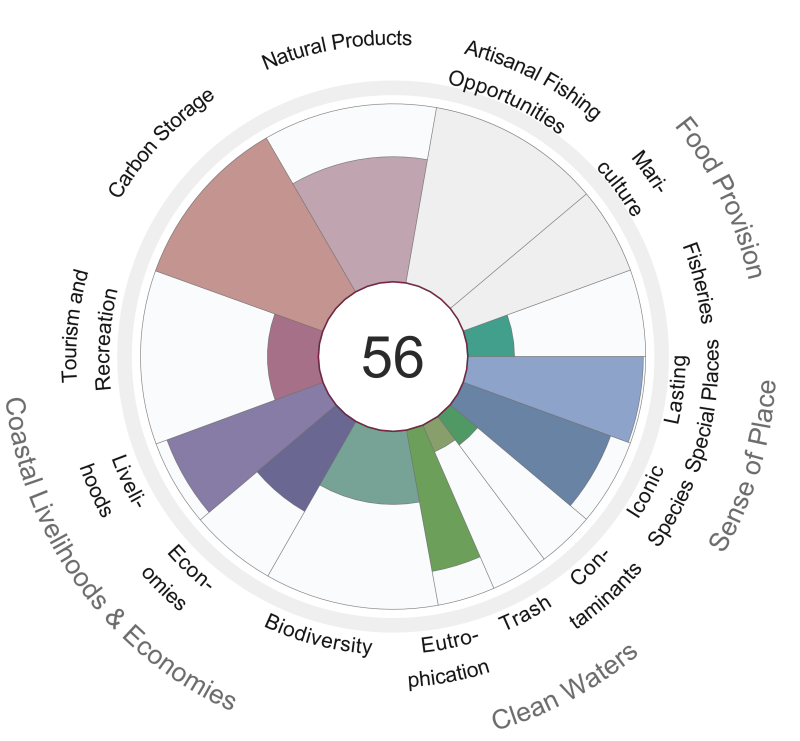 Natural Products
Artisanal Fishing
Opportunities
Mari-
culture
Food Provision
Fisheries
Lasting
Special Places
Sense of Place
Iconic
Species
Con-
taminants
Trash
Clean Waters
Eutro-
phication
Biodiversity
Econ-
omies
Coastal Livelihoods & Economies
Liveli-
hoods
Tourism and
Recreation
Carbon Storage
56